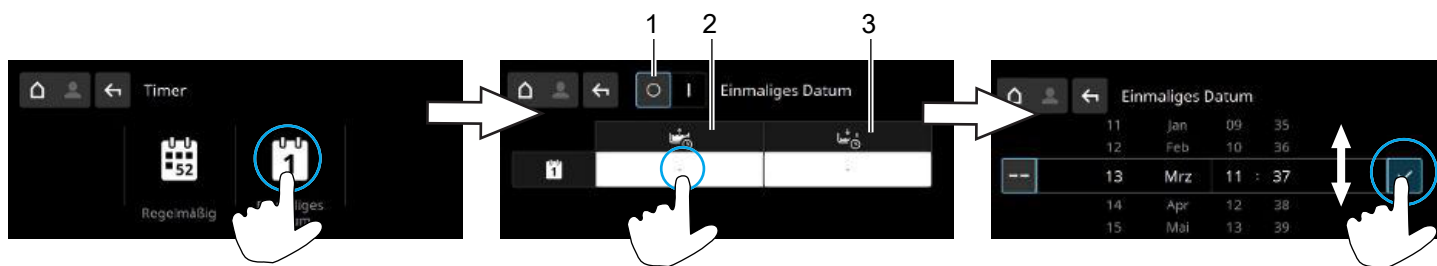 1 2 3
Timer
52
1
Regelmäßig
Einmaliges Datum
1
Einmaliges Datum
11 Jan 09 35
12 Feb 10 36
-- 13 Mrz 11 : 37
14 Apr 12 38
15 Mai 13 39